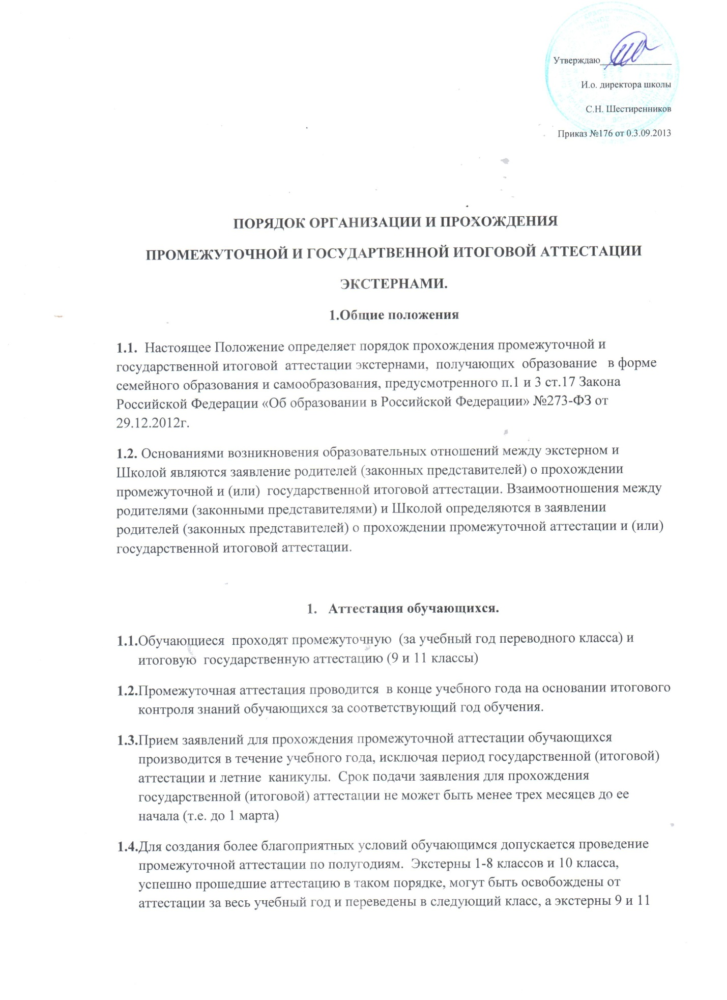 Утверждаю
И.о. директора школы
С.Н. Шестиренников
Приказ №176 от 0.3.09.2013
ПОРЯДОК ОРГАНИЗАЦИИ И ПРОХОЖДЕНИЯ
ПРОМЕЖУТОЧНОЙ И ГОСУДАРТВЕННОЙ ИТОГОВОЙ АТТЕСТАЦИИ
ЭКСТЕРНАМИ.
1.Общие положения
1.1. Настоящее Положение определяет порядок прохождения промежуточной и
государственной итоговой аттестации экстернами, получающих образование в форме
семейного образования и самообразования, предусмотренного п.1 и 3 ст.17 Закона
Российской Федерации «Об образовании в Российской Федерации» №273-ФЗ от
29.12.2012г.
1.2. Основаниями возникновения образовательных отношений между экстерном и
Школой являются заявление родителей (законных представителей) о прохождении
промежуточной и (или) государственной итоговой аттестации. Взаимоотношения между
родителями (законными представителями) и Школой определяются в заявлении
родителей (законных представителей) о прохождении промежуточной аттестации и (или)
государственной итоговой аттестации.
1. Аттестация обучающихся.
1.1.Обучающиеся проходят промежуточную (за учебный год переводного класса) и
итоговую государственную аттестацию (9 и 11 классы)
1.2.Промежуточная аттестация проводится в конце учебного года на основании итогового
контроля знаний обучающихся за соответствующий год обучения.
1.3.Прием заявлений для прохождения промежуточной аттестации обучающихся
производится в течение учебного года, исключая период государственной (итоговой)
аттестации и летние каникулы. Срок подачи заявления для прохождения
государственной (итоговой) аттестации не может быть менее трех месяцев до ее
начала (т.е. до 1 марта)
1.4.Для создания более благоприятных условий обучающимся допускается проведение
промежуточной аттестации по полугодиям. Экстерны 1-8 классов и 10 класса,
успешно прошедшие аттестацию в таком порядке, могут быть освобождены от
аттестации за весь учебный год и переведены в следующий класс, а экстерны 9 и 11